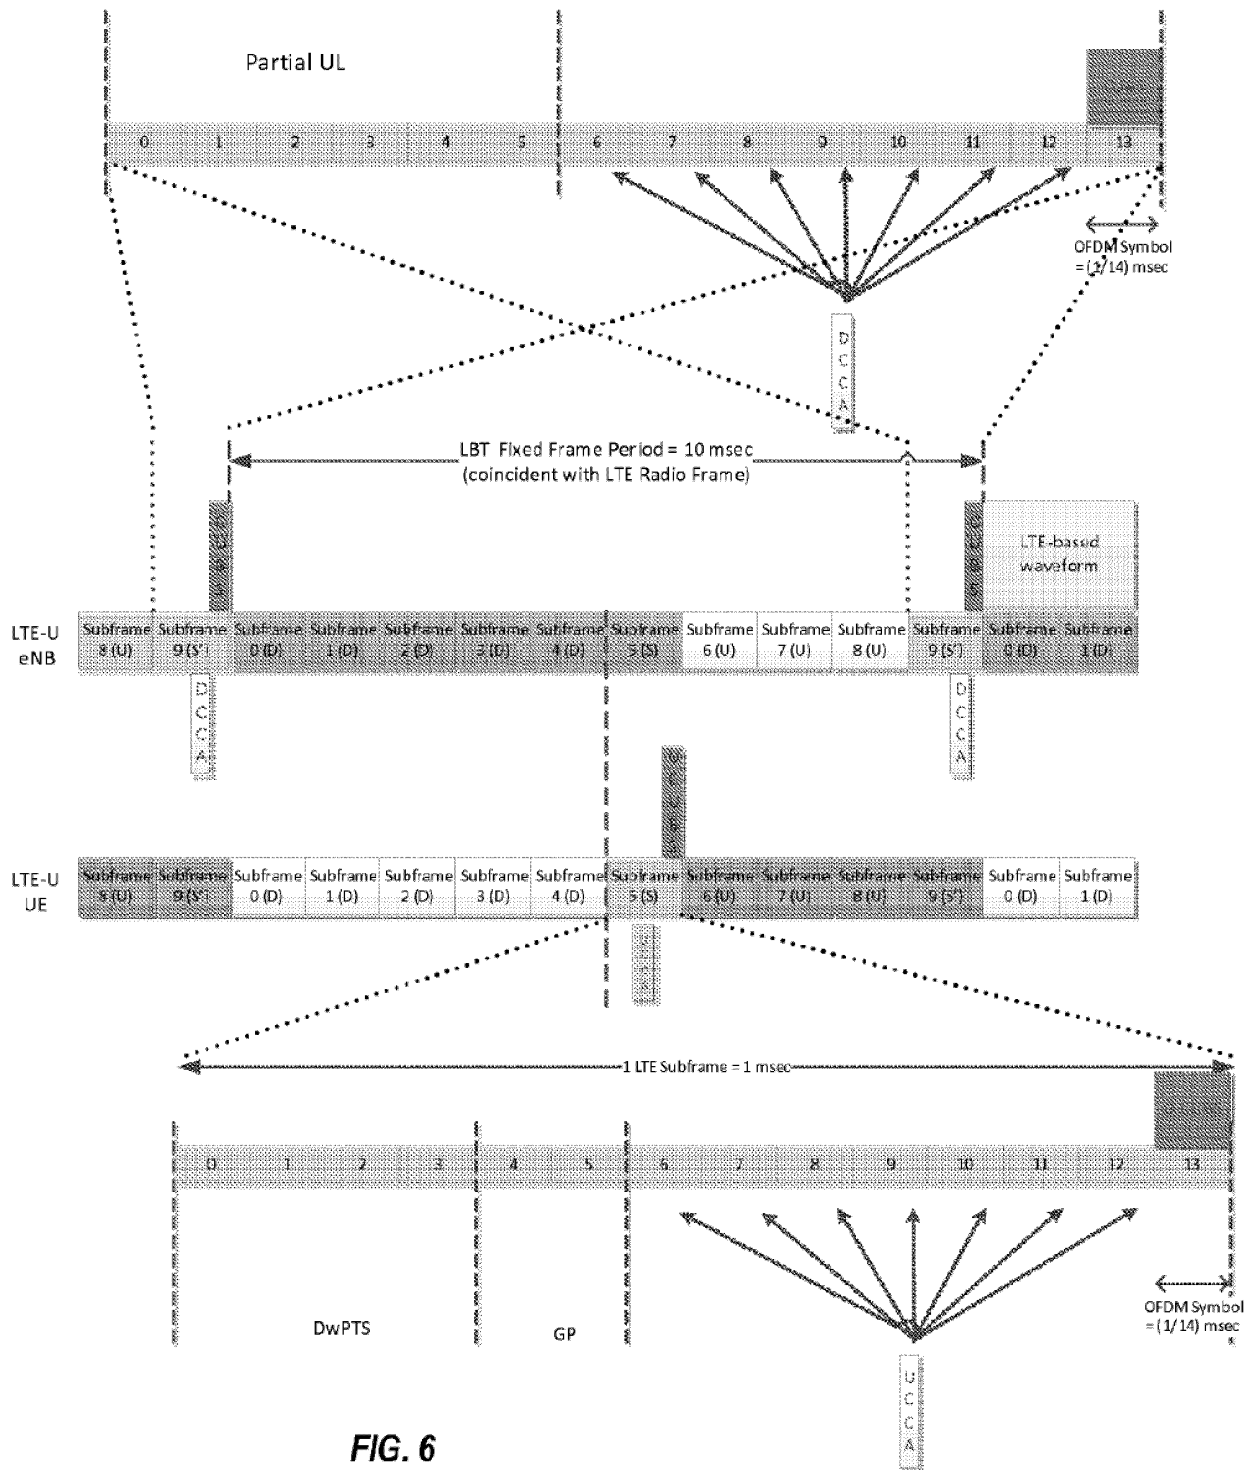 Partial UL
0 1 2 3 4 5 6 7 8 9 10 11 12 13
OFDM Symbol
= (1/14) msec
D
C
C
A
LBT Fixed Frame Period = 10 msec
(coincident with LTE Radio Frame)
LTE-based
waveform
LTE-U
eNB
Subframe Subframe Subframe Subframe Subframe Subframe Subframe Subframe Subframe Subframe Subframe Subframe Subframe Subframe
8 (U) 9 (S') 0 (D) 1 (D) 2 (D) 3 (D) 4 (D) 5 (S) 6 (U) 7 (U) 8 (U) 9 (S') 0 (D) 1 (D)
D
C
C
A
D
C
C
A
LTE-U
UE
Subframe Subframe Subframe Subframe Subframe Subframe Subframe Subframe Subframe Subframe Subframe Subframe Subframe Subframe
8 (U) 9 (S') 0 (D) 1 (D) 2 (D) 3 (D) 4 (D) 5 (S) 6 (U) 7 (U) 8 (U) 9 (S') 0 (D) 1 (D)
1 LTE Subframe = 1 msec
0 1 2 3 4 5 6 7 8 9 10 11 12 13
OFDM Symbol
= (1/14) msec
DwPTS
GP
U
C
C
A
FIG. 6